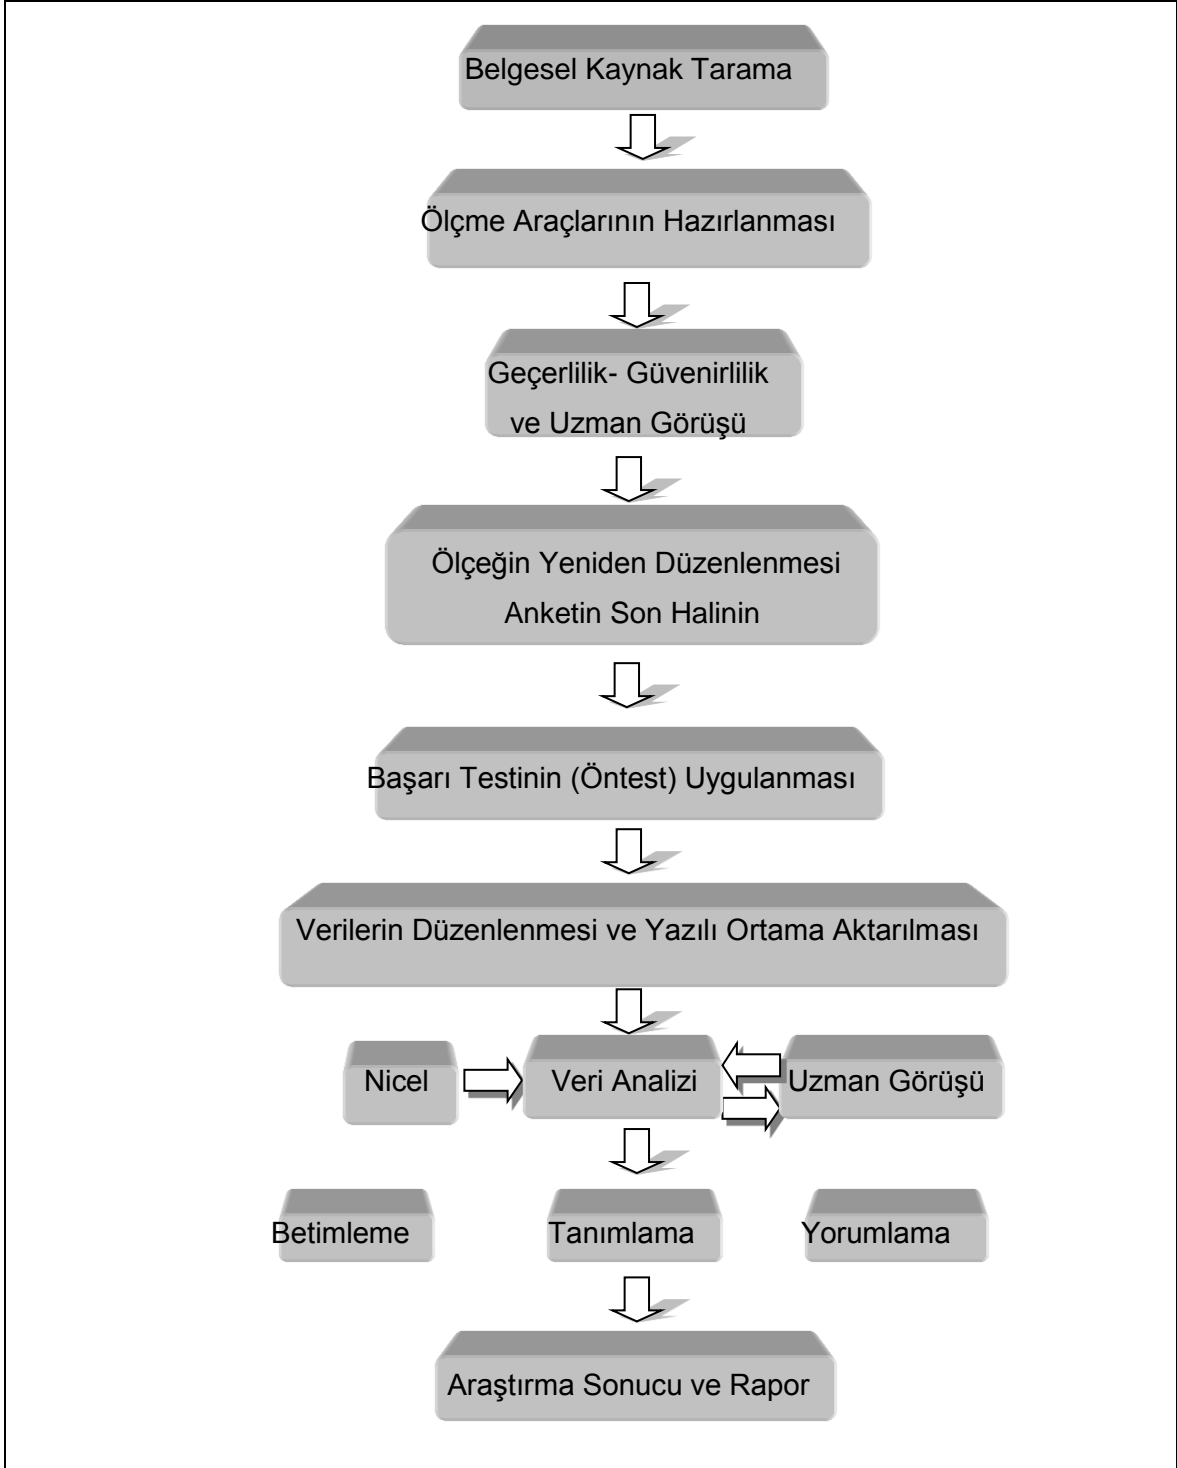 Belgesel Kaynak Tarama
Ölçme Araçlarının Hazırlanması
Geçerlilik- Güvenirlilik
ve Uzman Görüşü
Ölçeğin Yeniden Düzenlenmesi
Anketin Son Halinin
Başarı Testinin (Öntest) Uygulanması
Verilerin Düzenlenmesi ve Yazılı Ortama Aktarılması
Nicel
Veri Analizi
Uzman Görüşü
Betimleme
Tanımlama
Yorumlama
Araştırma Sonucu ve Rapor